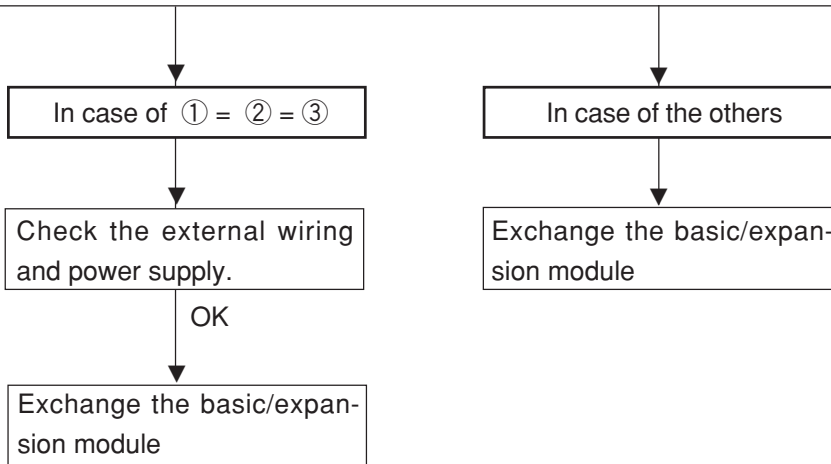 In case of ① = ② = ③
In case of the others
Check the external wiring
and power supply.
Exchange the basic/expan-
sion module
OK
Exchange the basic/expan-
sion module